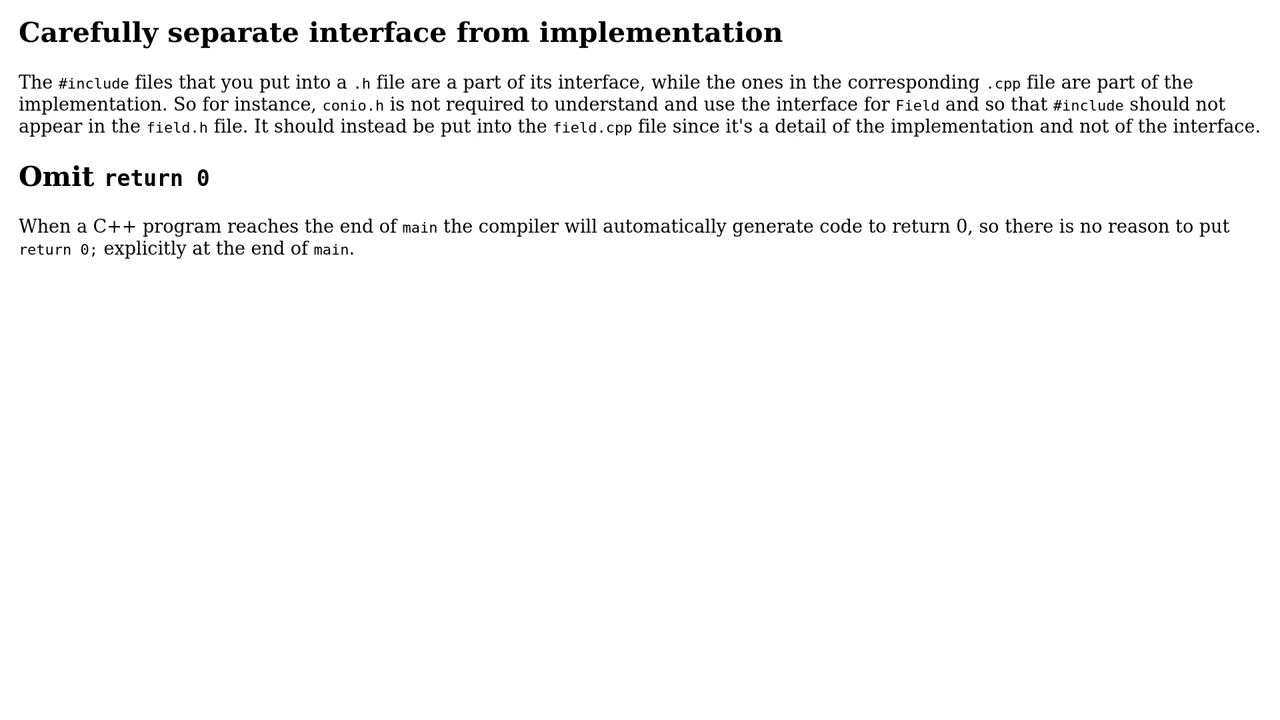 Carefully separate interface from implementation
The #include files that you put into a .h file are a part of its interface, while the ones in the corresponding .cpp file are part of the
implementation. So for instance, conio.h is not required to understand and use the interface for Field and so that #include should not
appear in the field.h file. It should instead be put into the field.cpp file since it's a detail of the implementation and not of the interface.
Omit return 0
When a C++ program reaches the end of main the compiler will automatically generate code to return 0, so there is no reason to put
return 0; explicitly at the end of main.